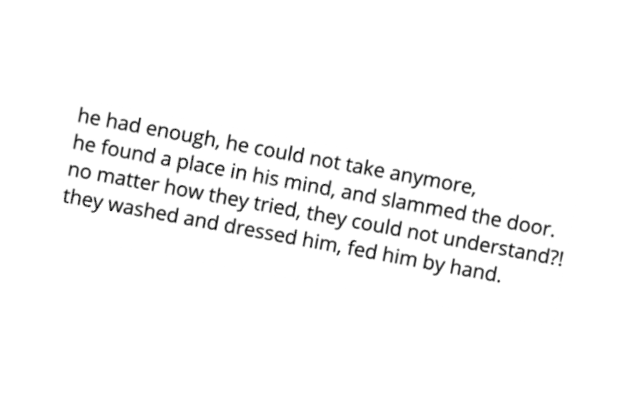 he had enough, he could not take anymore,
he found a place in his mind, and slammed the door.
no matter how they tried, they could not understand?!
they washed and dressed him, fed him by hand.